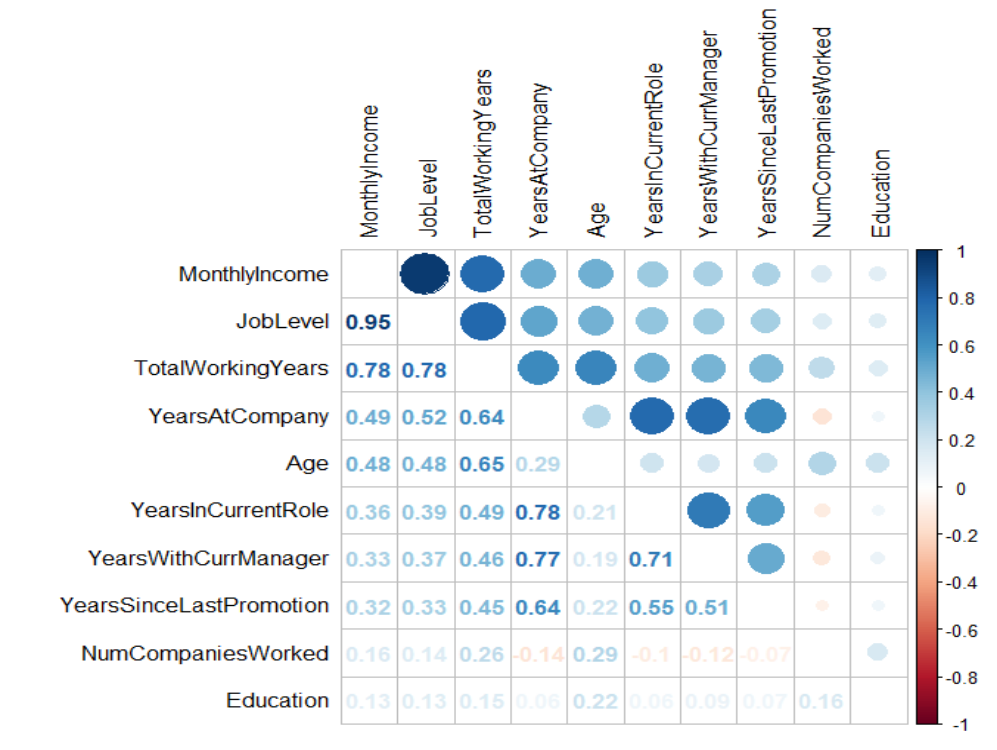 MonthlyIncome
JobLevel
TotalWorkingYears
YearsAtCompany
Age
YearsInCurrentRole
YearsWithCurrManager
YearsSinceLastPromotion
NumCompaniesWorked
Education
MonthlyIncome
JobLevel 0.95
TotalWorkingYears 0.78 0.78
YearsAtCompany 0.49 0.52 0.64
Age 0.48 0.48 0.65 0.29
YearsInCurrentRole 0.36 0.39 0.49 0.78 0.21
YearsWithCurrManager 0.33 0.37 0.46 0.77 0.19 0.71
YearsSinceLastPromotion 0.32 0.33 0.45 0.64 0.22 0.55 0.51
NumCompaniesWorked 0.16 0.14 0.26 -0.14 0.29 -0.1 -0.12 -0.07
Education 0.13 0.13 0.15 0.06 0.22 0.06 0.09 0.07 0.16
1
0.8
0.6
0.4
0.2
0
-0.2
-0.4
-0.6
-0.8
-1